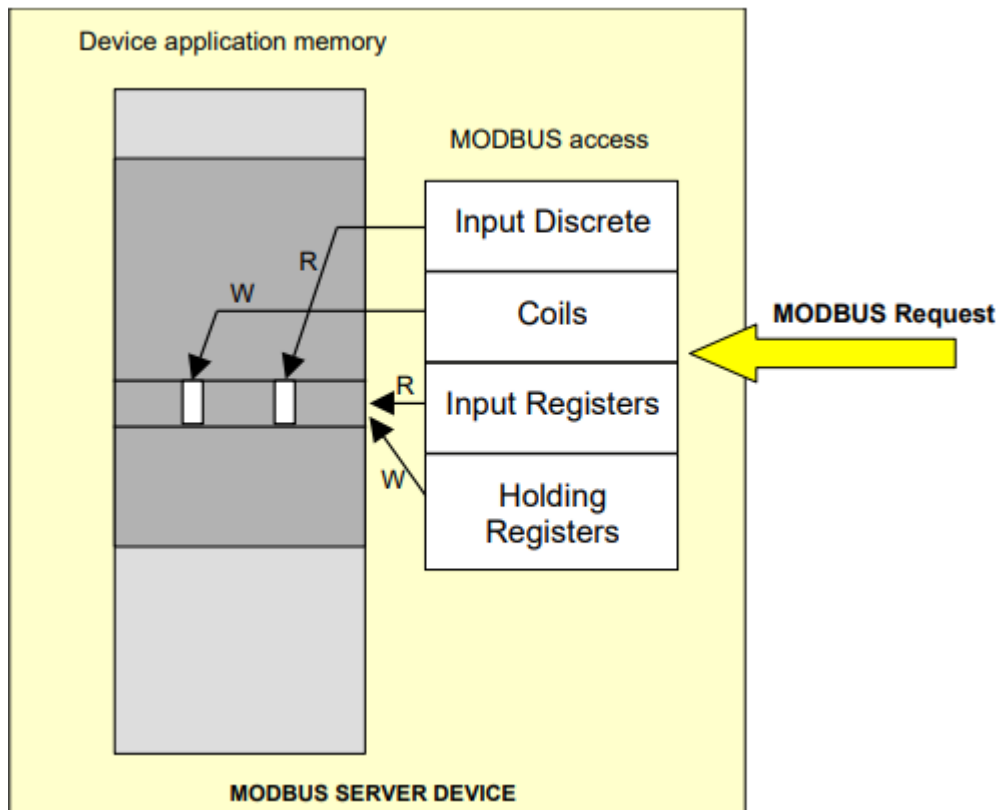 Device application memory
MODBUS access
Input Discrete
R
W
Coils
MODBUS Request
R
Input Registers
W
Holding
Registers
MODBUS SERVER DEVICE